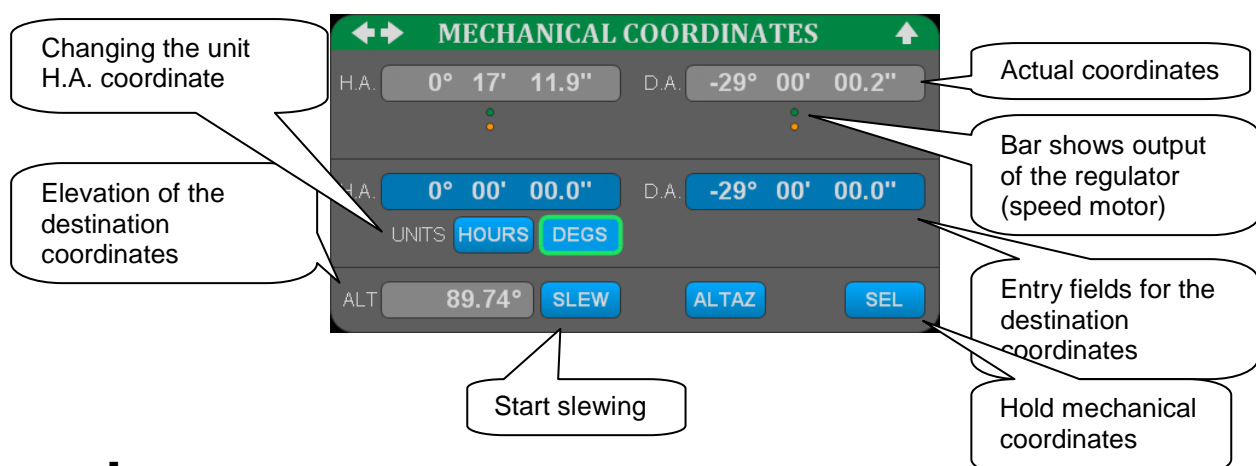 MECHANICAL COORDINATES
Changing the unit
H.A. coordinate
H.A. 0° 17' 11.9" D.A. -29° 00' 00.2"
Actual coordinates
Bar shows output
of the regulator
(speed motor)
Elevation of the
destination
coordinates
H.A. 0° 00' 00.0" D.A. -29° 00' 00.0"
UNITS HOURS DEGS
ALT 89.74° SLEW ALTAZ SEL
Entry fields for the
destination
coordinates
Start slewing
Hold mechanical
coordinates